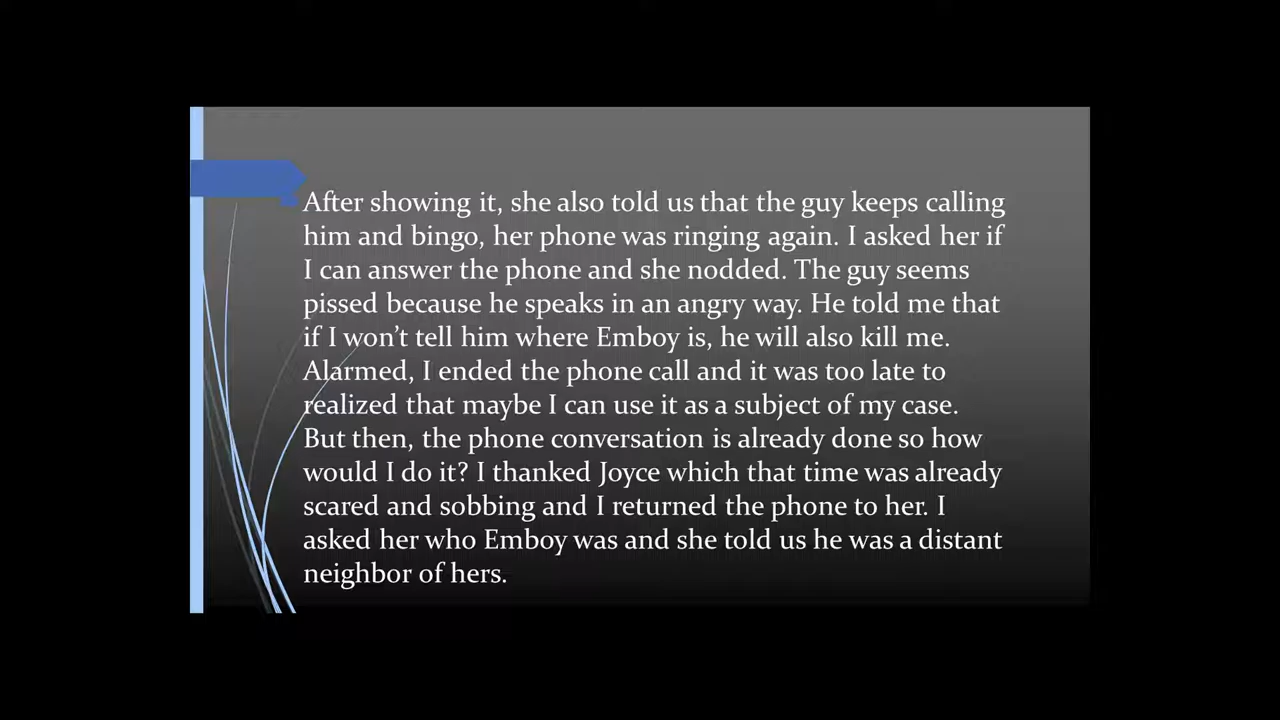 After showing it, she also told us that the guy keeps calling
him and bingo, her phone was ringing again. I asked her if
I can answer the phone and she nodded. The guy seems
pissed because he speaks in an angry way. He told me that
if I won’t tell him where Emboy is, he will also kill me.
Alarmed, I ended the phone call and it was too late to
realized that maybe I can use it as a subject of my case.
But then, the phone conversation is already done so how
would I do it? I thanked Joyce which that time was already
scared and sobbing and I returned the phone to her. I
asked her who Emboy was and she told us he was a distant
neighbor of hers.